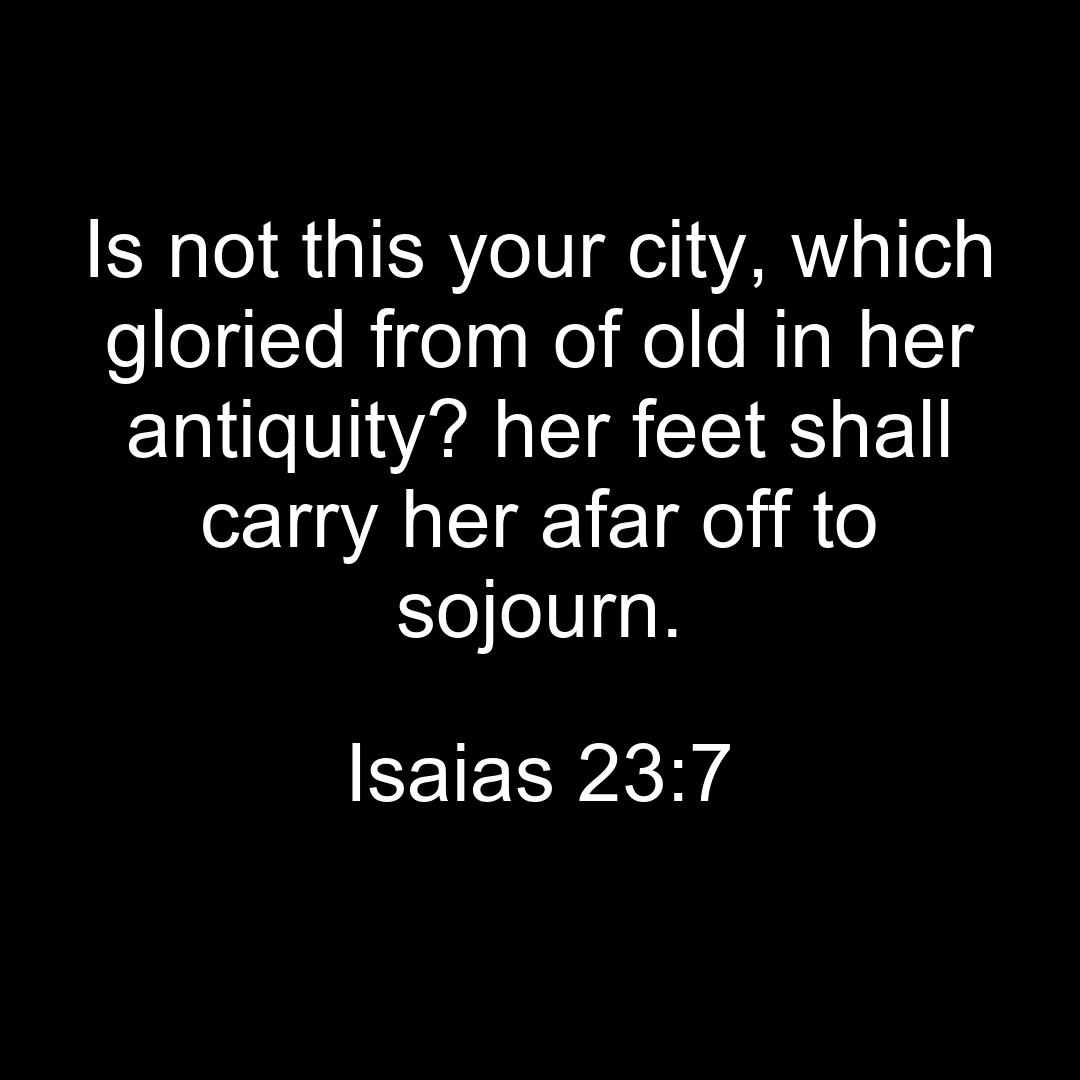 Is not this your city, which
gloried from of old in her
antiquity? her feet shall
carry her afar off to
sojourn.
Isaias 23:7